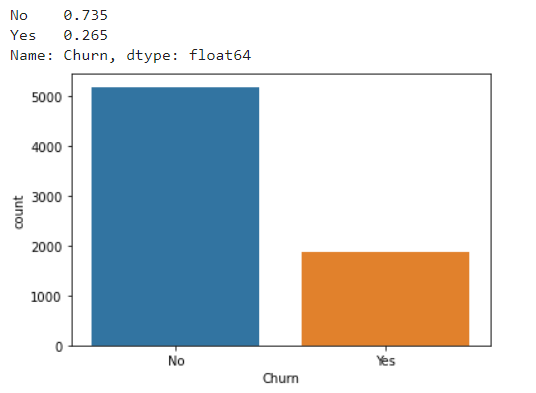 No    0.735
Yes   0.265
Name: Churn, dtype: float64
5000
4000
3000
2000
1000
0
count
No Yes
Churn